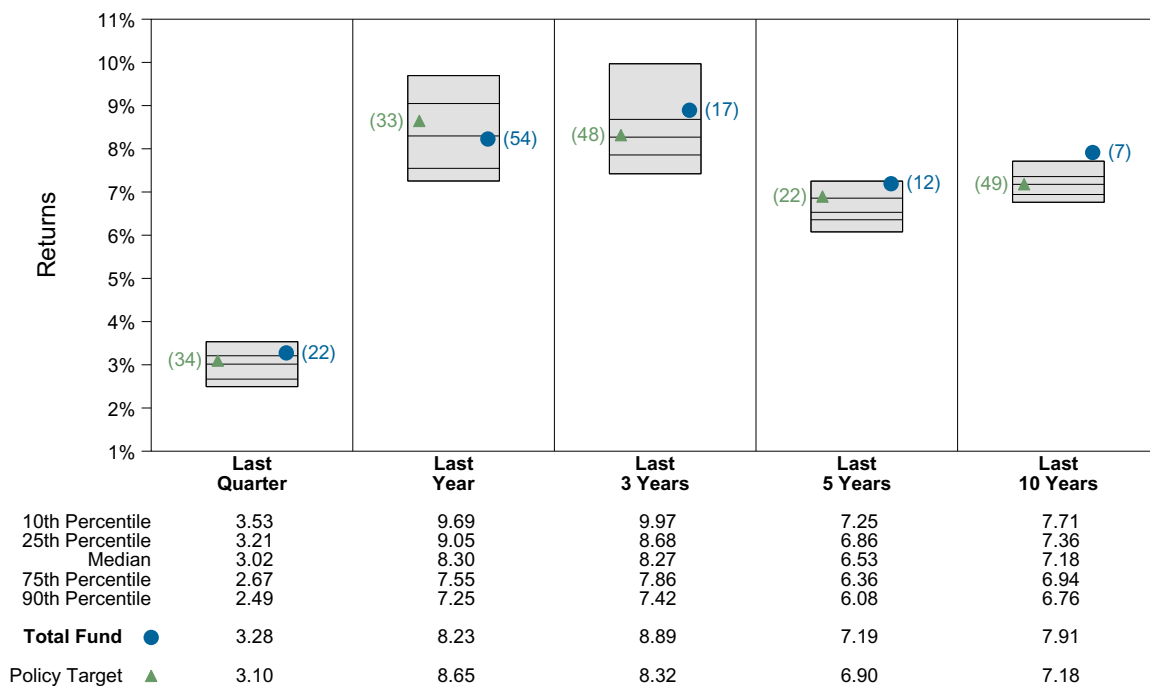 11%
10%
9%
8%
7%
6%
5%
4%
3%
2%
1%
Returns
(34) (22)
(33) (54)
(48) (17)
(22) (12)
(49) (7)
Last Quarter
Last Year
Last 3 Years
Last 5 Years
Last 10 Years
10th Percentile 3.53 9.69 9.97 7.25 7.71
25th Percentile 3.21 9.05 8.68 6.86 7.36
Median 3.02 8.30 8.27 6.53 7.18
75th Percentile 2.67 7.55 7.86 6.36 6.94
90th Percentile 2.49 7.25 7.42 6.08 6.76
Total Fund 3.28 8.23 8.89 7.19 7.91
Policy Target 3.10 8.65 8.32 6.90 7.18